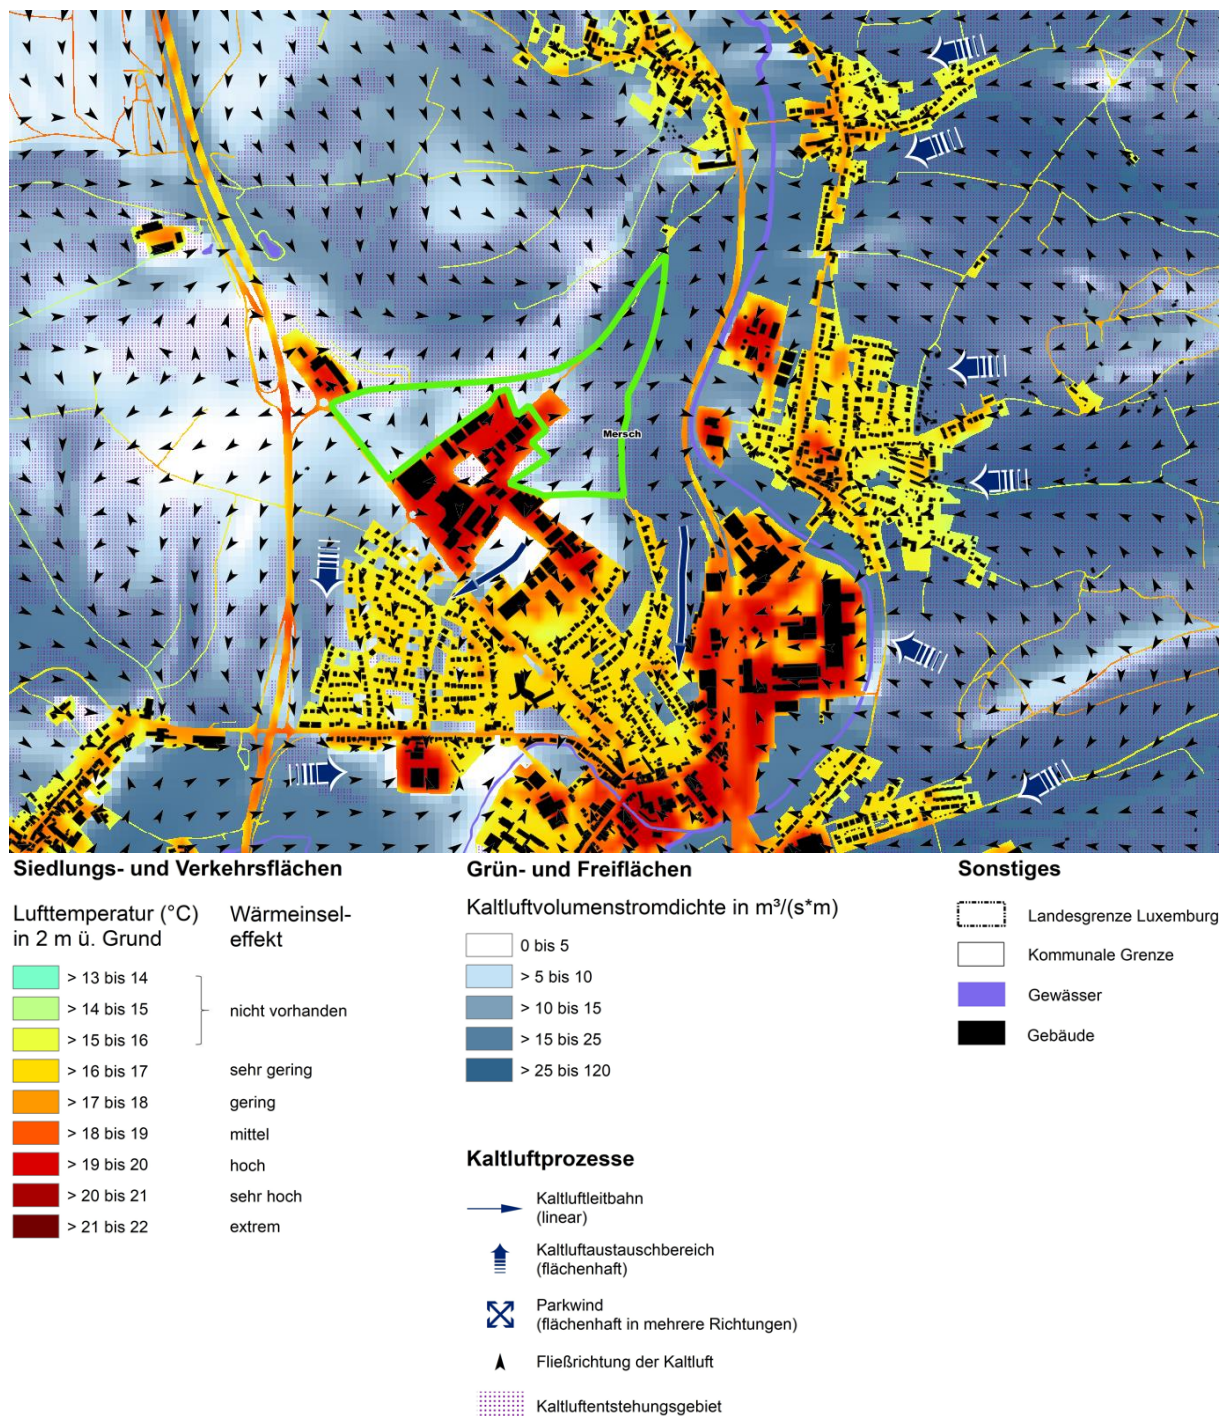 Mersch
Siedlungs- und Verkehrsflächen
Lufttemperatur (°C)
in 2 m ü. Grund
Wärmeinsel-
effekt
> 13 bis 14
> 14 bis 15
nicht vorhanden
> 15 bis 16
> 16 bis 17
sehr gering
> 17 bis 18
gering
> 18 bis 19
mittel
> 19 bis 20
hoch
> 20 bis 21
sehr hoch
> 21 bis 22
extrem
Grün- und Freiflächen
Kaltluftvolumenstromdichte in m³/(s*m)
0 bis 5
> 5 bis 10
> 10 bis 15
> 15 bis 25
> 25 bis 120
Kaltluftprozesse
Kaltluftleitbahn
(linear)
Kaltluftaustauschbereich
(flächenhaft)
Parkwind
(flächenhaft in mehrere Richtungen)
Fließrichtung der Kaltluft
Kaltluftentstehungsgebiet
Sonstiges
Landesgrenze Luxemburg
Kommunale Grenze
Gewässer
Gebäude